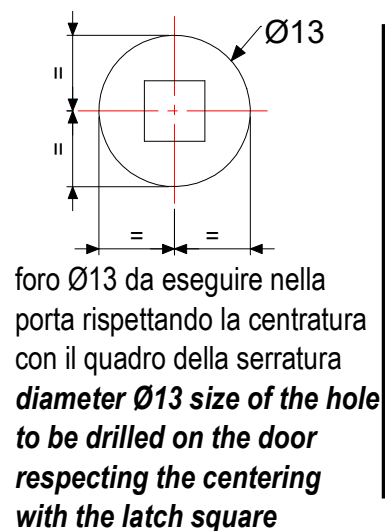 Ø13
=
=
= =
foro Ø13 da eseguire nella
porta rispettando la centratura
con il quadro della serratura
diameter Ø13 size of the hole
to be drilled on the door
respecting the centering
with the latch square